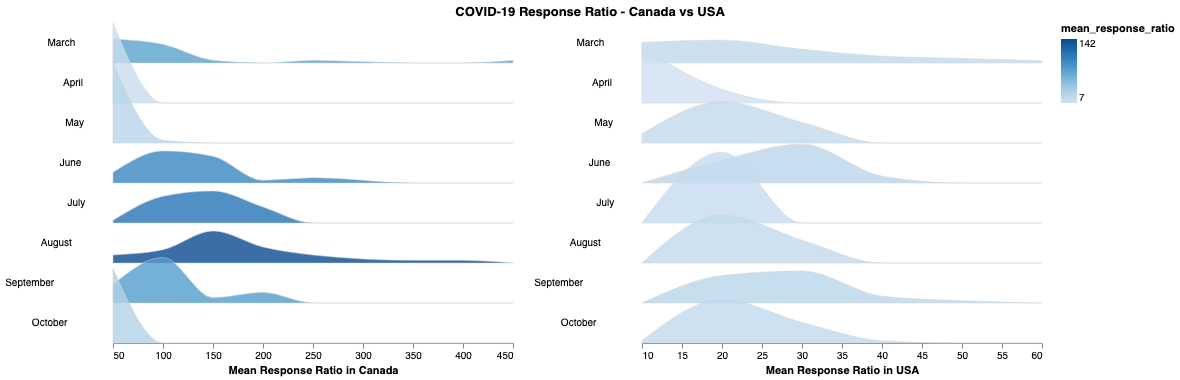 COVID-19 Response Ratio - Canada vs USA
March
April
May
June
July
August
September
October
50 100 150 200 250 300 350 400 450
Mean Response Ratio in Canada
March
April
May
June
July
August
September
October
10 15 20 25 30 35 40 45 50 55 60
Mean Response Ratio in USA
mean_response_ratio
142
7